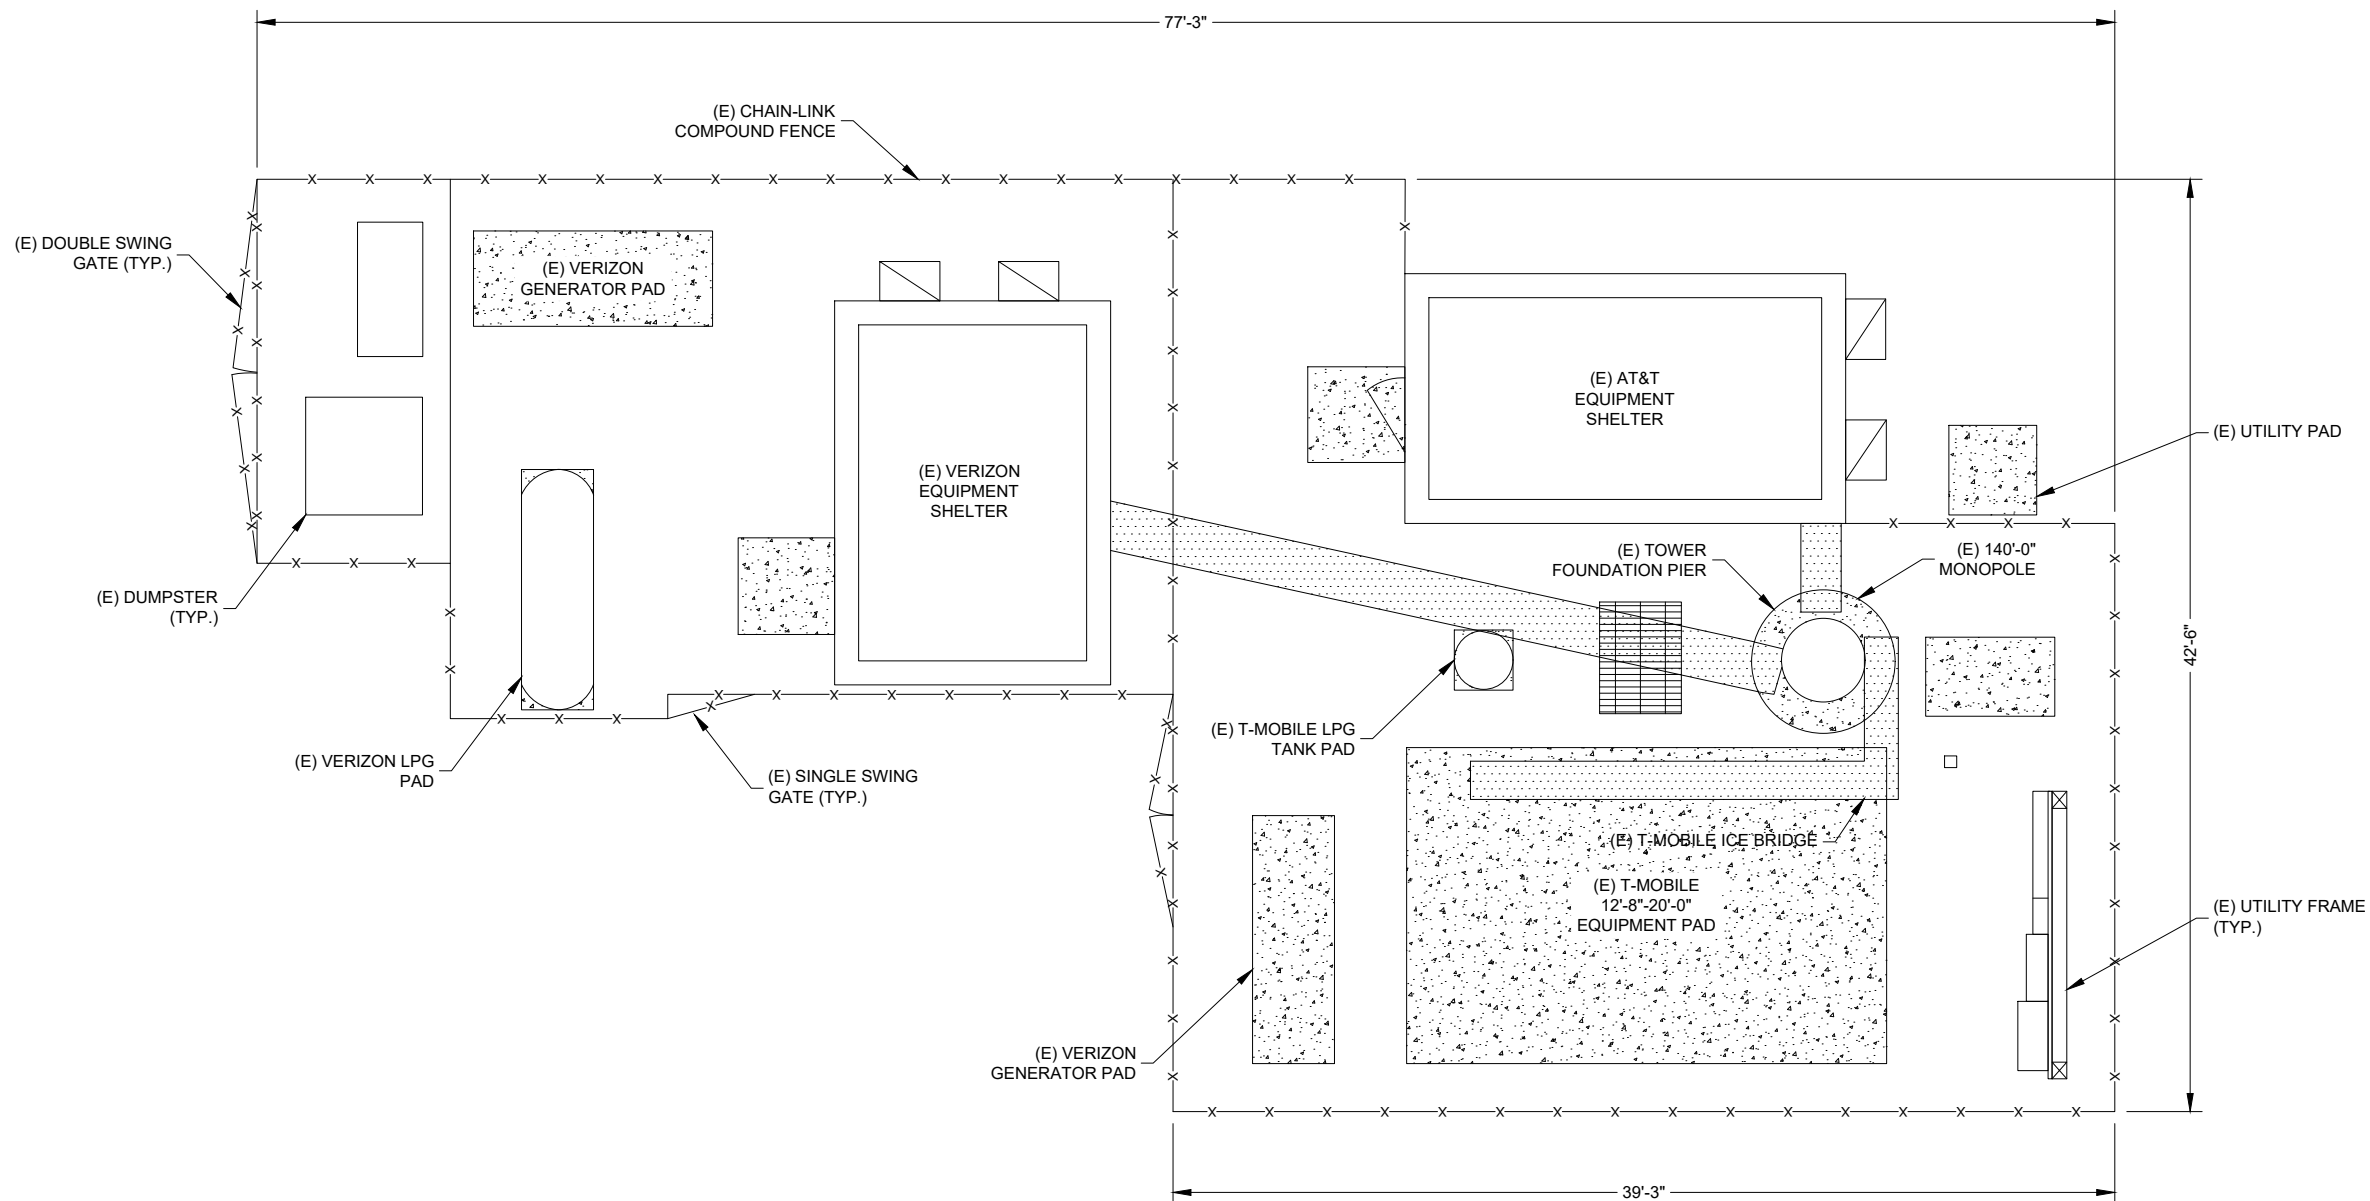 77'-3"
(E) CHAIN-LINK
COMPOUND FENCE
(E) DOUBLE SWING
GATE (TYP.)
(E) VERIZON
GENERATOR PAD
(E) AT&T
EQUIPMENT
SHELTER
(E) UTILITY PAD
(E) VERIZON
EQUIPMENT
SHELTER
(E) TOWER
FOUNDATION PIER
(E) 140'-0"
MONOPOLE
(E) DUMPSTER
(TYP.)
42'-6"
(E) T-MOBILE LPG
TANK PAD
(E) VERIZON LPG
PAD
(E) SINGLE SWING
GATE (TYP.)
(E) T-MOBILE ICE BRIDGE
(E) T-MOBILE
12'-8"-20'-0"
EQUIPMENT PAD
(E) UTILITY FRAME
(TYP.)
(E) VERIZON
GENERATOR PAD
39'-3"